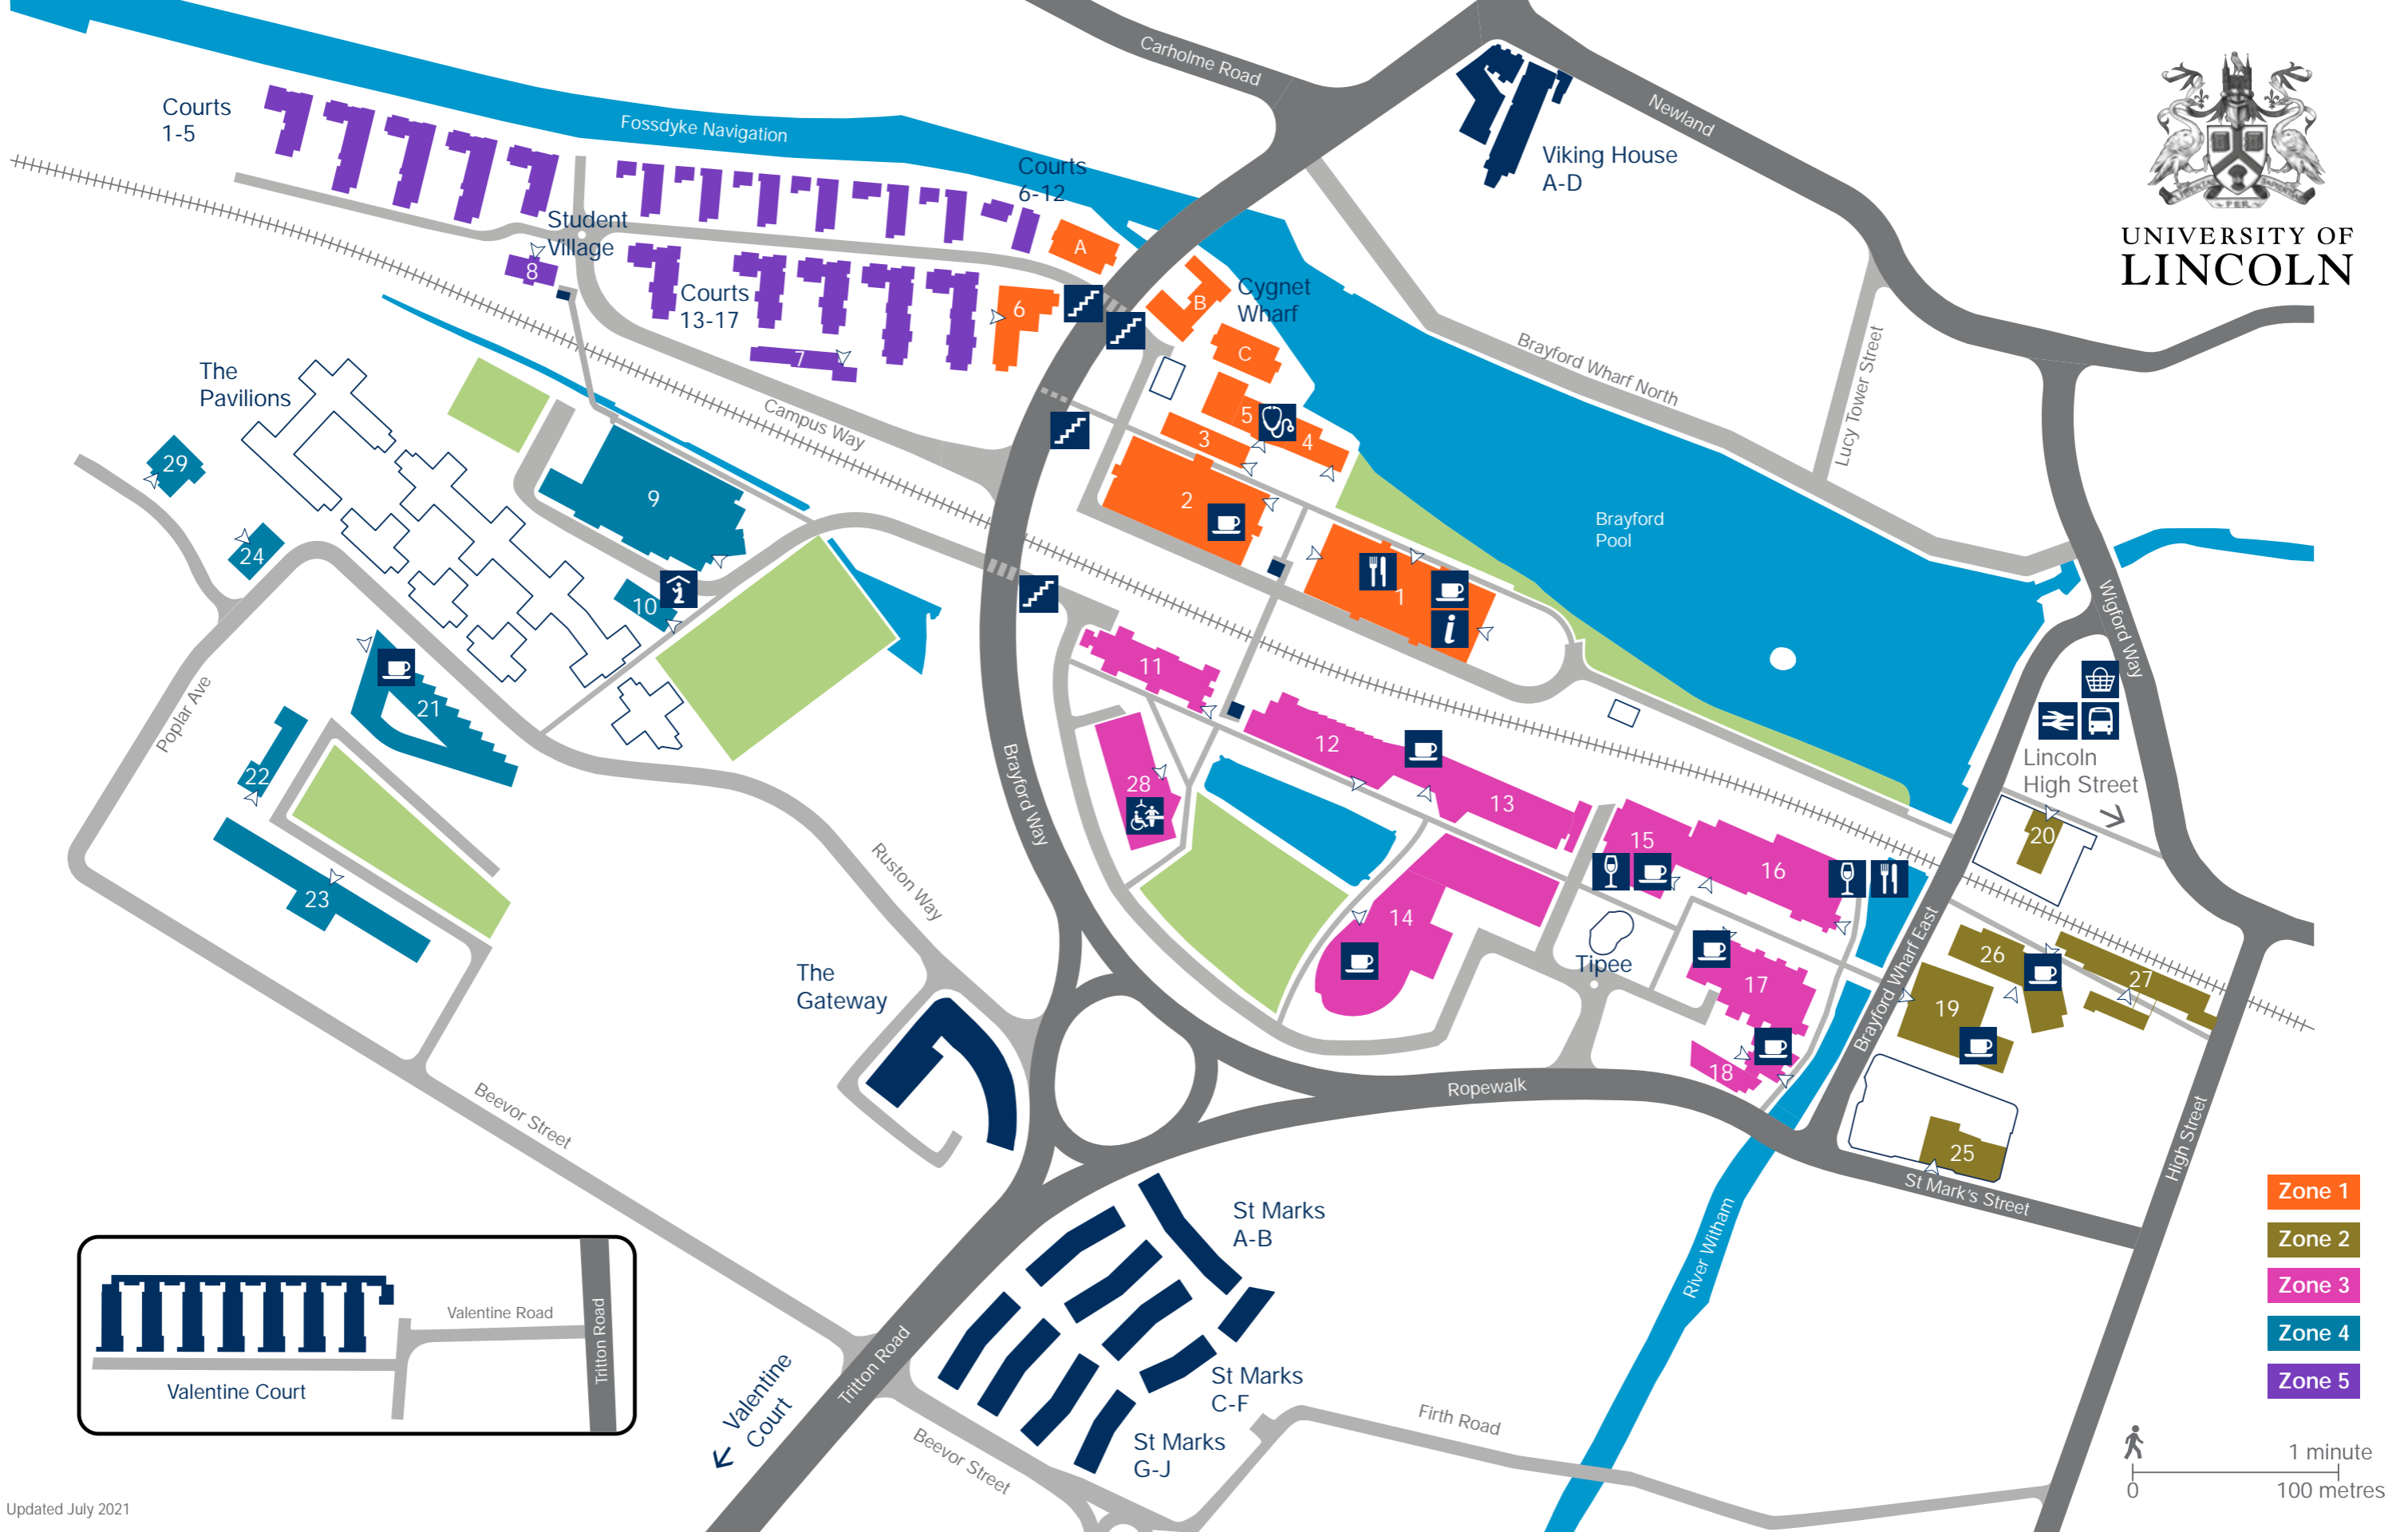 Carholme Road
Newland
UNIVERSITY OF
LINCOLN
Courts
1-5
Fossdyke Navigation
Courts
6-12
Viking House
A-D
Student
Village
A
8
Courts
13-17
6
B
Cygnet
Wharf
C
7
The
Pavilions
Campus Way
Brayford Wharf North
Lucy Tower Street
5
3
4
29
9
2
24
Brayford
Pool
10
1
i
Wigford Way
11
21
Poplar Ave
22
12
28
13
Brayford Way
Lincoln
High Street
20
15
16
23
Ruston Way
14
Tipee
17
The
Gateway
Brayford Wharf East
26
27
19
18
Ropewalk
25
Beevor Street
High Street
St Mark's Street
Zone 1
Zone 2
Zone 3
Zone 4
Zone 5
St Marks
A-B
River Witham
Valentine Road
Tritton Road
Valentine Court
Valentine
Court
Tritton Road
St Marks
C-F
St Marks
G-J
Beevor Street
Firth Road
1 minute
0
100 metres
Updated July 2021